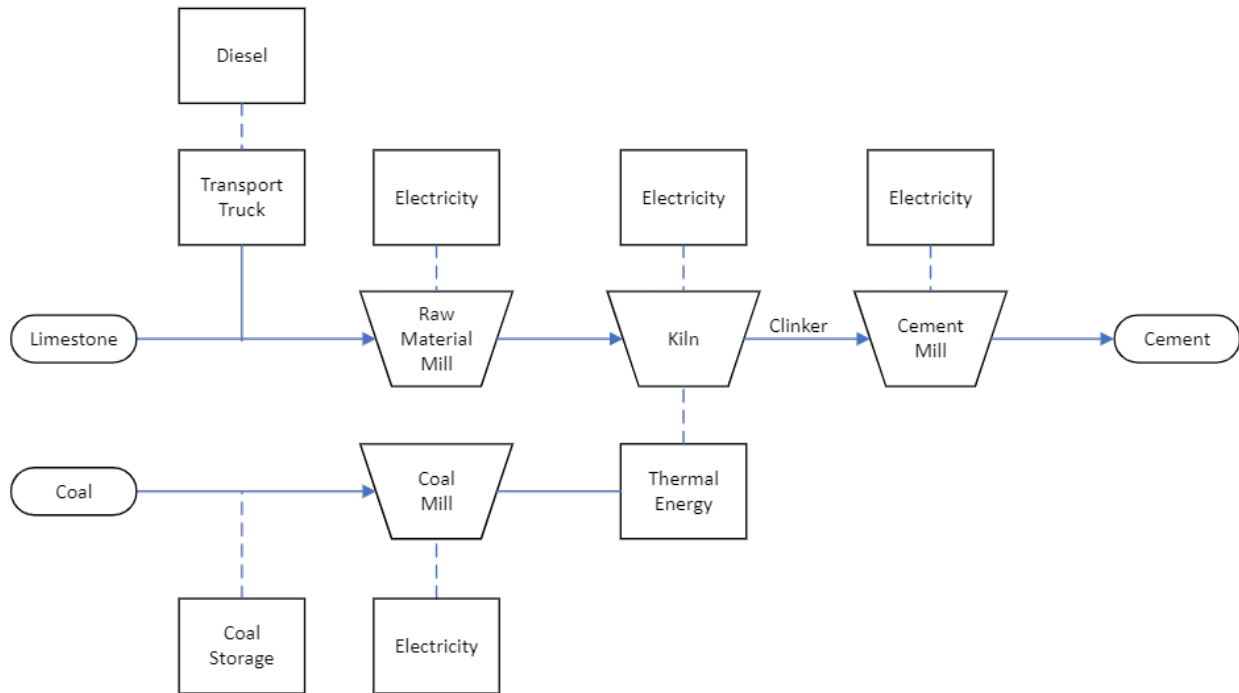 Diesel
Transport
Truck
Electricity
Electricity
Electricity
Limestone
Raw
Material
Mill
Kiln
Clinker
Cement
Mill
Cement
Coal
Coal
Mill
Thermal
Energy
Coal
Storage
Electricity